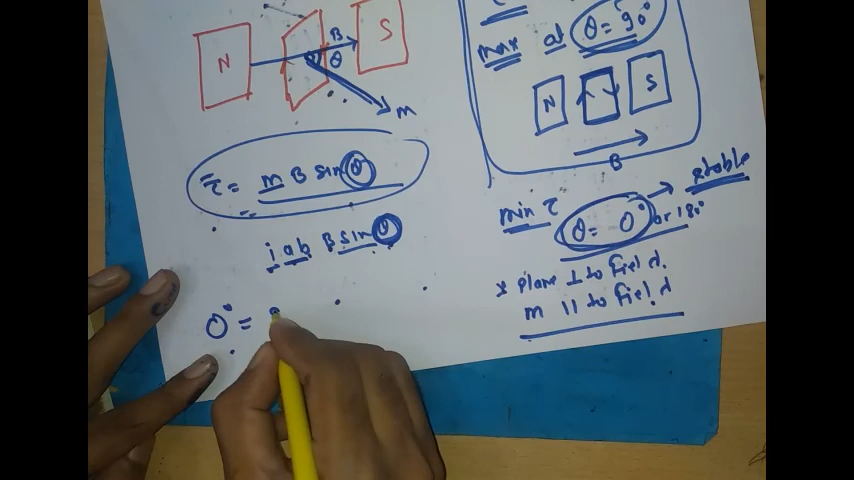 N
B
S
θ
m
τ = m B sin θ
i ab B sin θ
0° =
τ
max at θ = 90°
N
S
B
min τ
θ = 0° or 180° → stable
* plane ⊥ to field.
m || to field